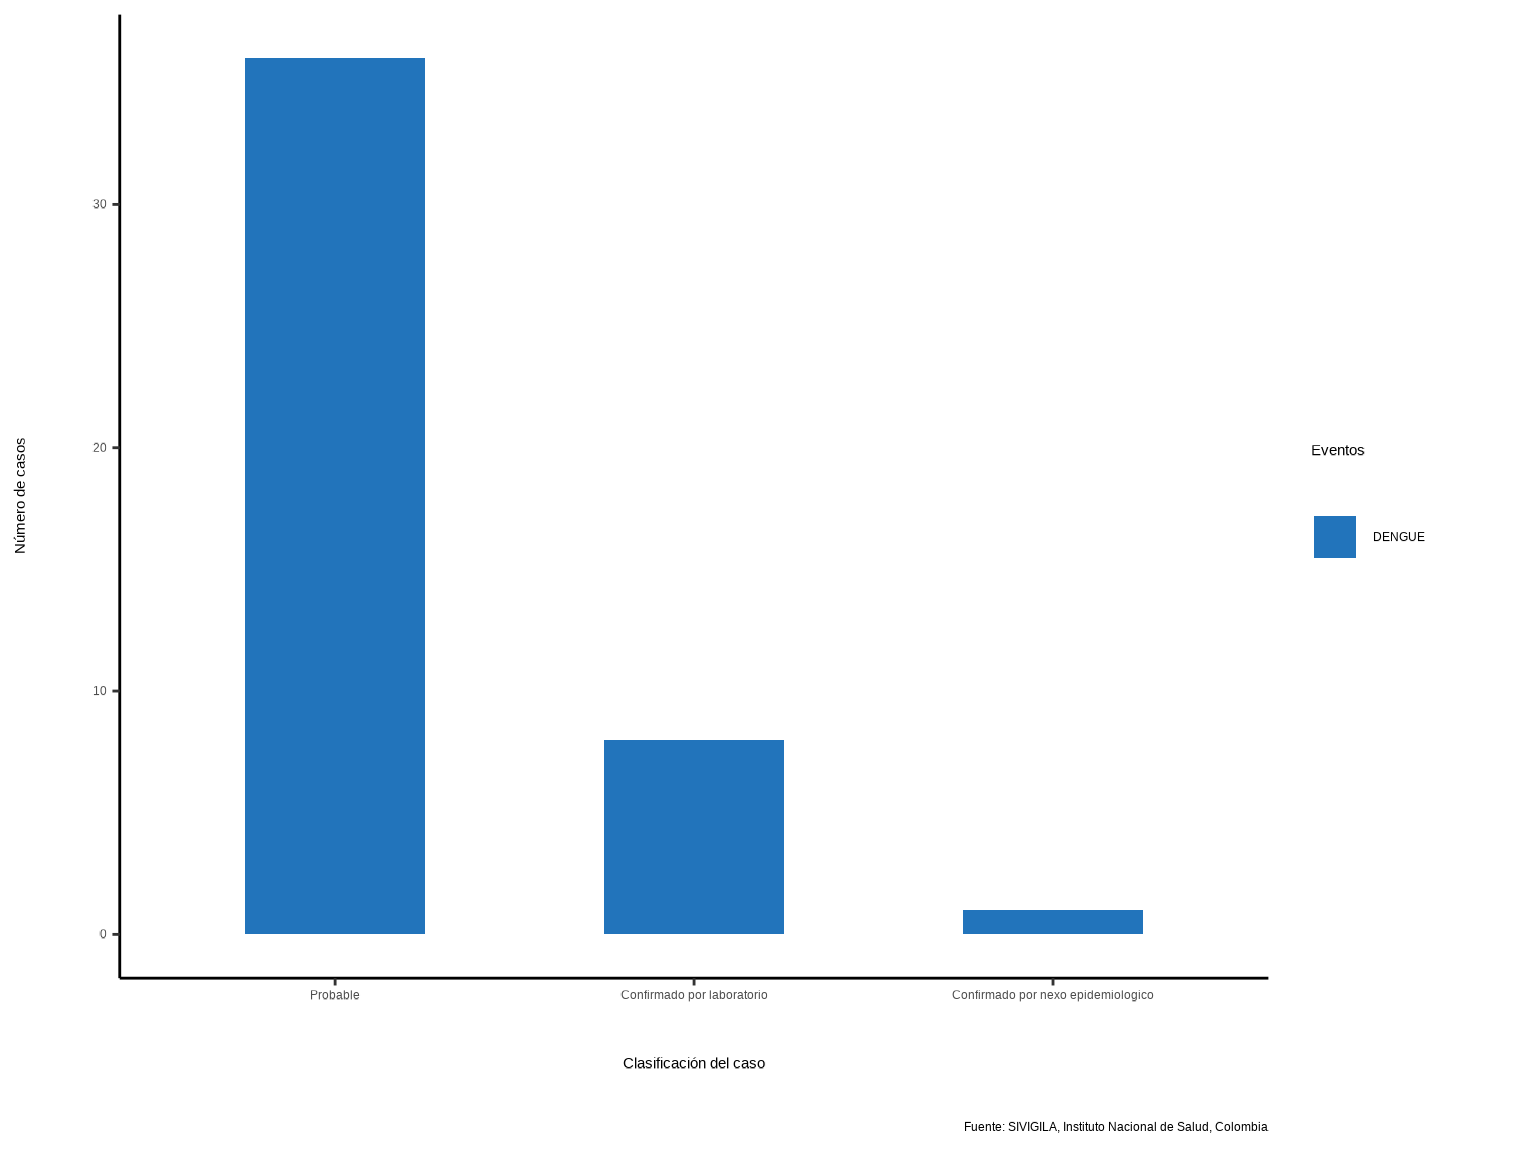 Número de casos
30
20
10
0
Probable
Confirmado por laboratorio
Confirmado por nexo epidemiologico
Clasificación del caso
Eventos
DENGUE
Fuente: SIVIGILA, Instituto Nacional de Salud, Colombia